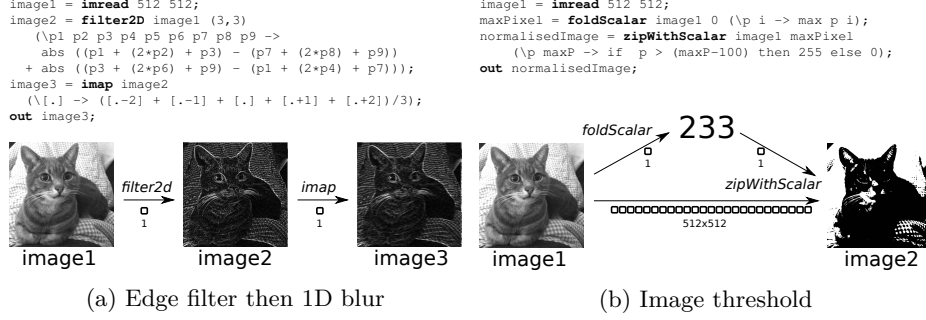 image1 = imread 512 512;
image2 = filter2D image1 (3,3)
(\p1 p2 p3 p4 p5 p6 p7 p8 p9 ->
abs ((p1 + (2*p2) + p3) - (p7 + (2*p8) + p9))
+ abs ((p3 + (2*p6) + p9) - (p1 + (2*p4) + p7)));
image3 = imap image2
(\[.] -> ([.-2] + [.-1] + [.] + [.+1] + [.+2])/3);
out image3;
filter2d
1
imap
1
image1
image2
image3
(a) Edge filter then 1D blur
image1 = imread 512 512;
maxPixel = foldScalar image1 0 (\p i -> max p i);
normalisedImage = zipWithScalar image1 maxPixel
(\p maxP -> if p > (maxP-100) then 255 else 0);
out normalisedImage;
foldScalar
233
1
1
zipWithScalar
512x512
image1
image2
(b) Image threshold